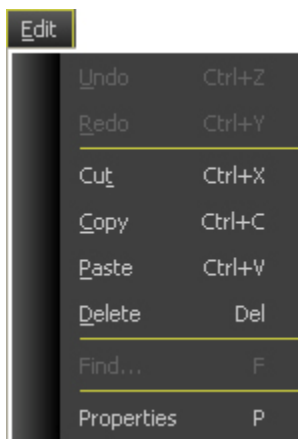 Edit
Undo Ctrl+Z
Redo Ctrl+Y
Cut Ctrl+X
Copy Ctrl+C
Paste Ctrl+V
Delete Del
Find... F
Properties P